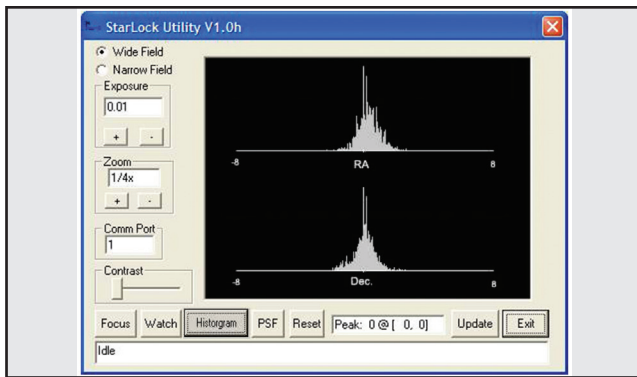 StarLock Utility V1.0h
Wide Field
Narrow Field
Exposure
0.01
+ -
Zoom
1/4x
+ -
Comm Port
1
Contrast
-8 RA 8
-8 Dec. 8
Focus Watch Historgram PSF Reset Peak: 0 @ [ 0, 0] Update Exit
Idle